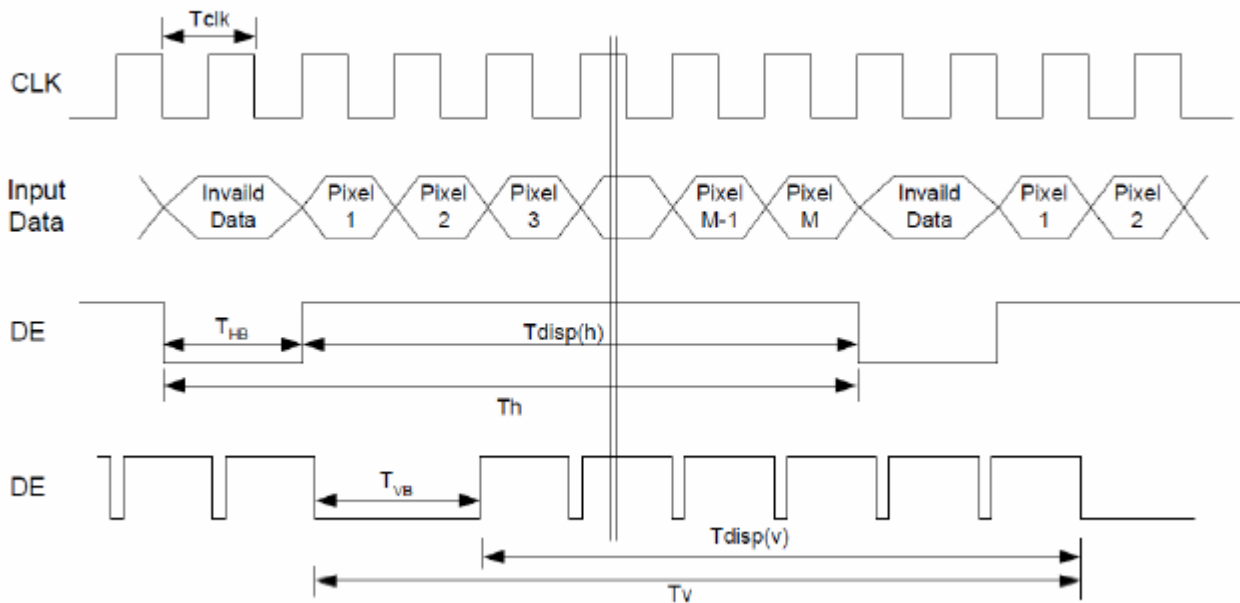 Tclk
CLK
Input
Data
Invaild
Data
Pixel
1
Pixel
2
Pixel
3
Pixel
M-1
Pixel
M
Invaild
Data
Pixel
1
Pixel
2
DE
THB
Tdisp(h)
Th
DE
TVB
Tdisp(v)
Tv